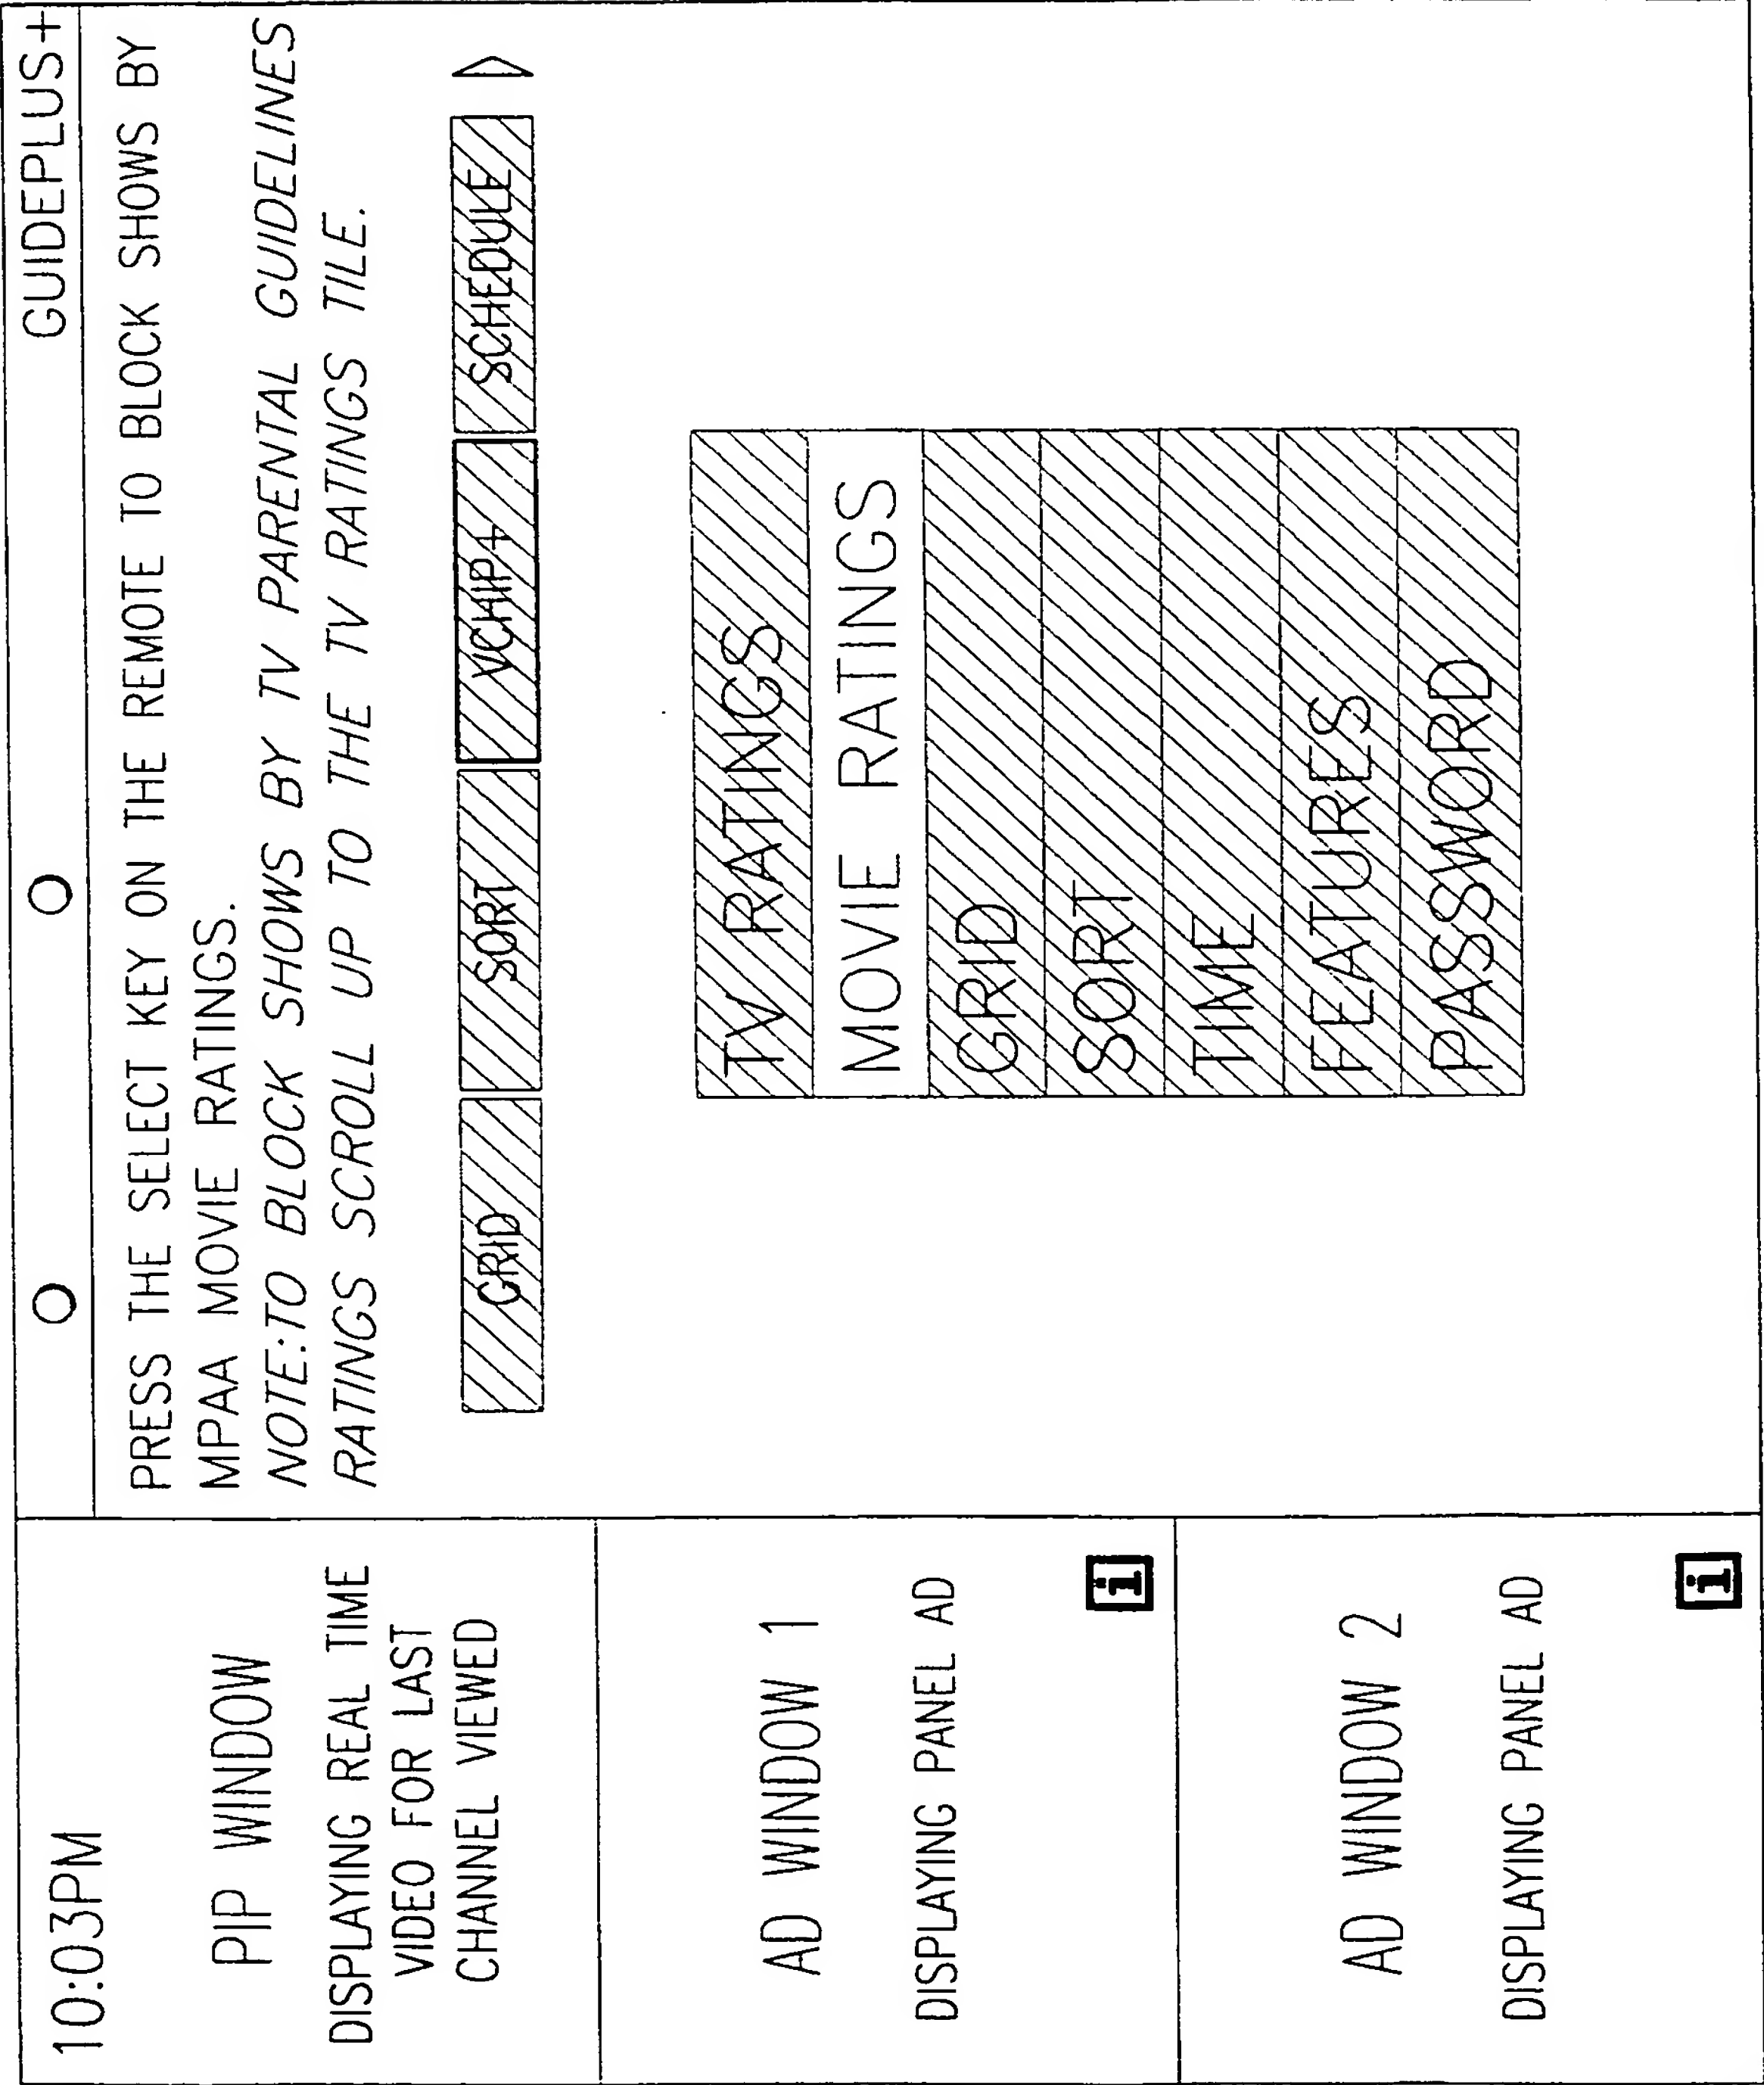 10:03PM
PIP WINDOW
DISPLAYING REAL TIME
VIDEO FOR LAST
CHANNEL VIEWED
AD WINDOW 1
DISPLAYING PANEL AD
i
AD WINDOW 2
DISPLAYING PANEL AD
i
GUIDEPLUS+
PRESS THE SELECT KEY ON THE REMOTE TO BLOCK SHOWS BY
MPAA MOVIE RATINGS.
NOTE:TO BLOCK SHOWS BY TV PARENTAL GUIDELINES
RATINGS SCROLL UP TO THE TV RATINGS TILE.
GRID SORT VCHIP+ SCHEDULE
TV RATINGS
MOVIE RATINGS
GRID
SORT
TIME
FEATURES
PASSWORD